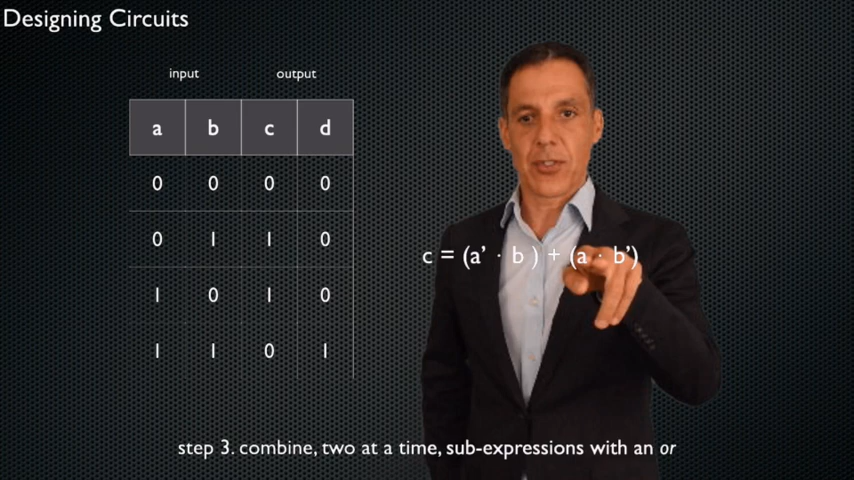 Designing Circuits
input output
a b c d
0 0 0 0
0 1 1 0
1 0 1 0
1 1 0 1
c = (a' · b ) + (a · b')
step 3. combine, two at a time, sub-expressions with an or